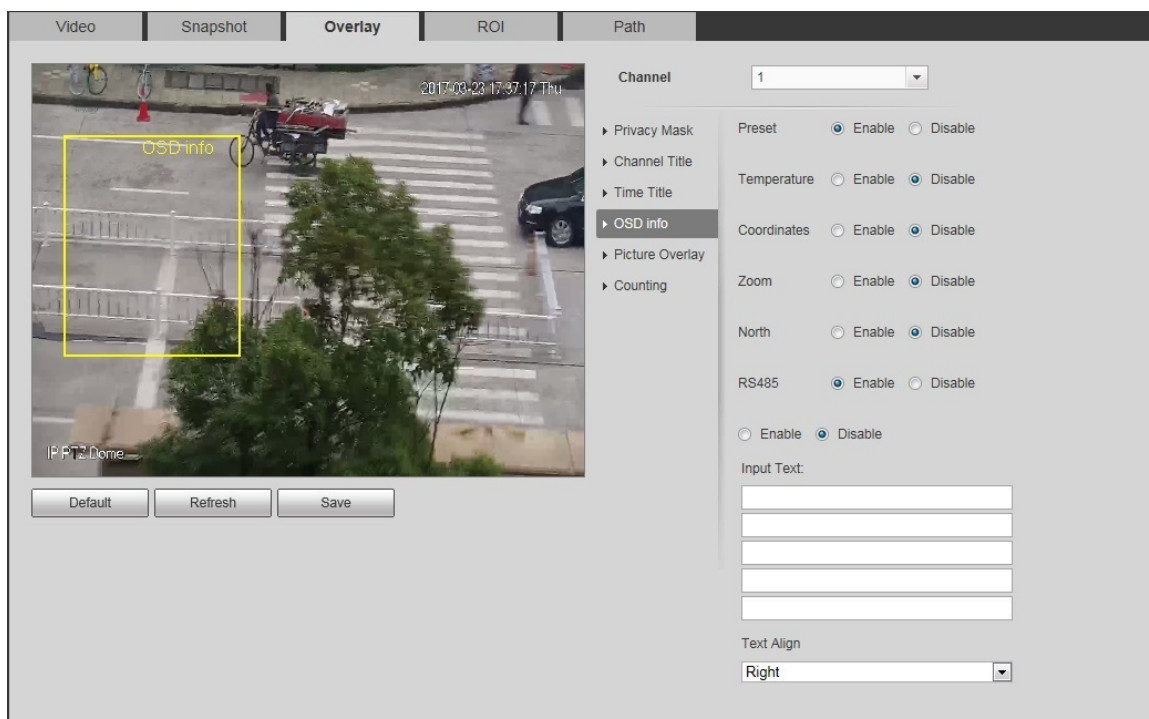 Video Snapshot Overlay ROI Path
2017-03-23 17:37:17 Thu
OSD info
IP PTZ Dome
Default Refresh Save
Channel 1
Privacy Mask
Channel Title
Time Title
OSD info
Picture Overlay
Counting
Preset Enable Disable
Temperature Enable Disable
Coordinates Enable Disable
Zoom Enable Disable
North Enable Disable
RS485 Enable Disable
Enable Disable
Input Text:
Text Align
Right